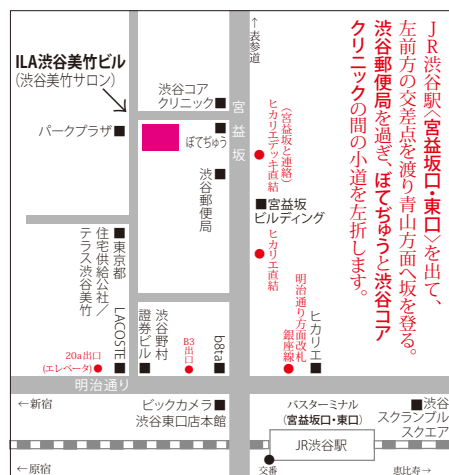 JR渋谷駅〈宮益坂口・東口〉を出て、
左前方の交差点を渡り青山方面へ坂を登る。
渋谷郵便局を過ぎ、ぼてぢゅうと渋谷コア
クリニックの間の小道を左折します。
←表参道
ILA渋谷美竹ビル
(渋谷美竹サロン)
渋谷コア
クリニック
宮益坂
パークプラザ
ぼてぢゅう
〈宮益坂と連絡〉
ヒカリエデッキ直結
渋谷郵便局
宮益坂
ビルディング
ヒカリエ直結
東京都
住宅供給公社／
テラス渋谷美竹
LACOSTE
渋谷野村
證券ビル
B3
出口
b8ta
明治通り方面改札
銀座線
ヒカリエ
20a出口
(エレベータ)
明治通り
←新宿
ビックカメラ
渋谷東口店本館
バスターミナル
(宮益坂口・東口)
渋谷
スクランブル
スクエア
JR渋谷駅
←原宿
交番
恵比寿→